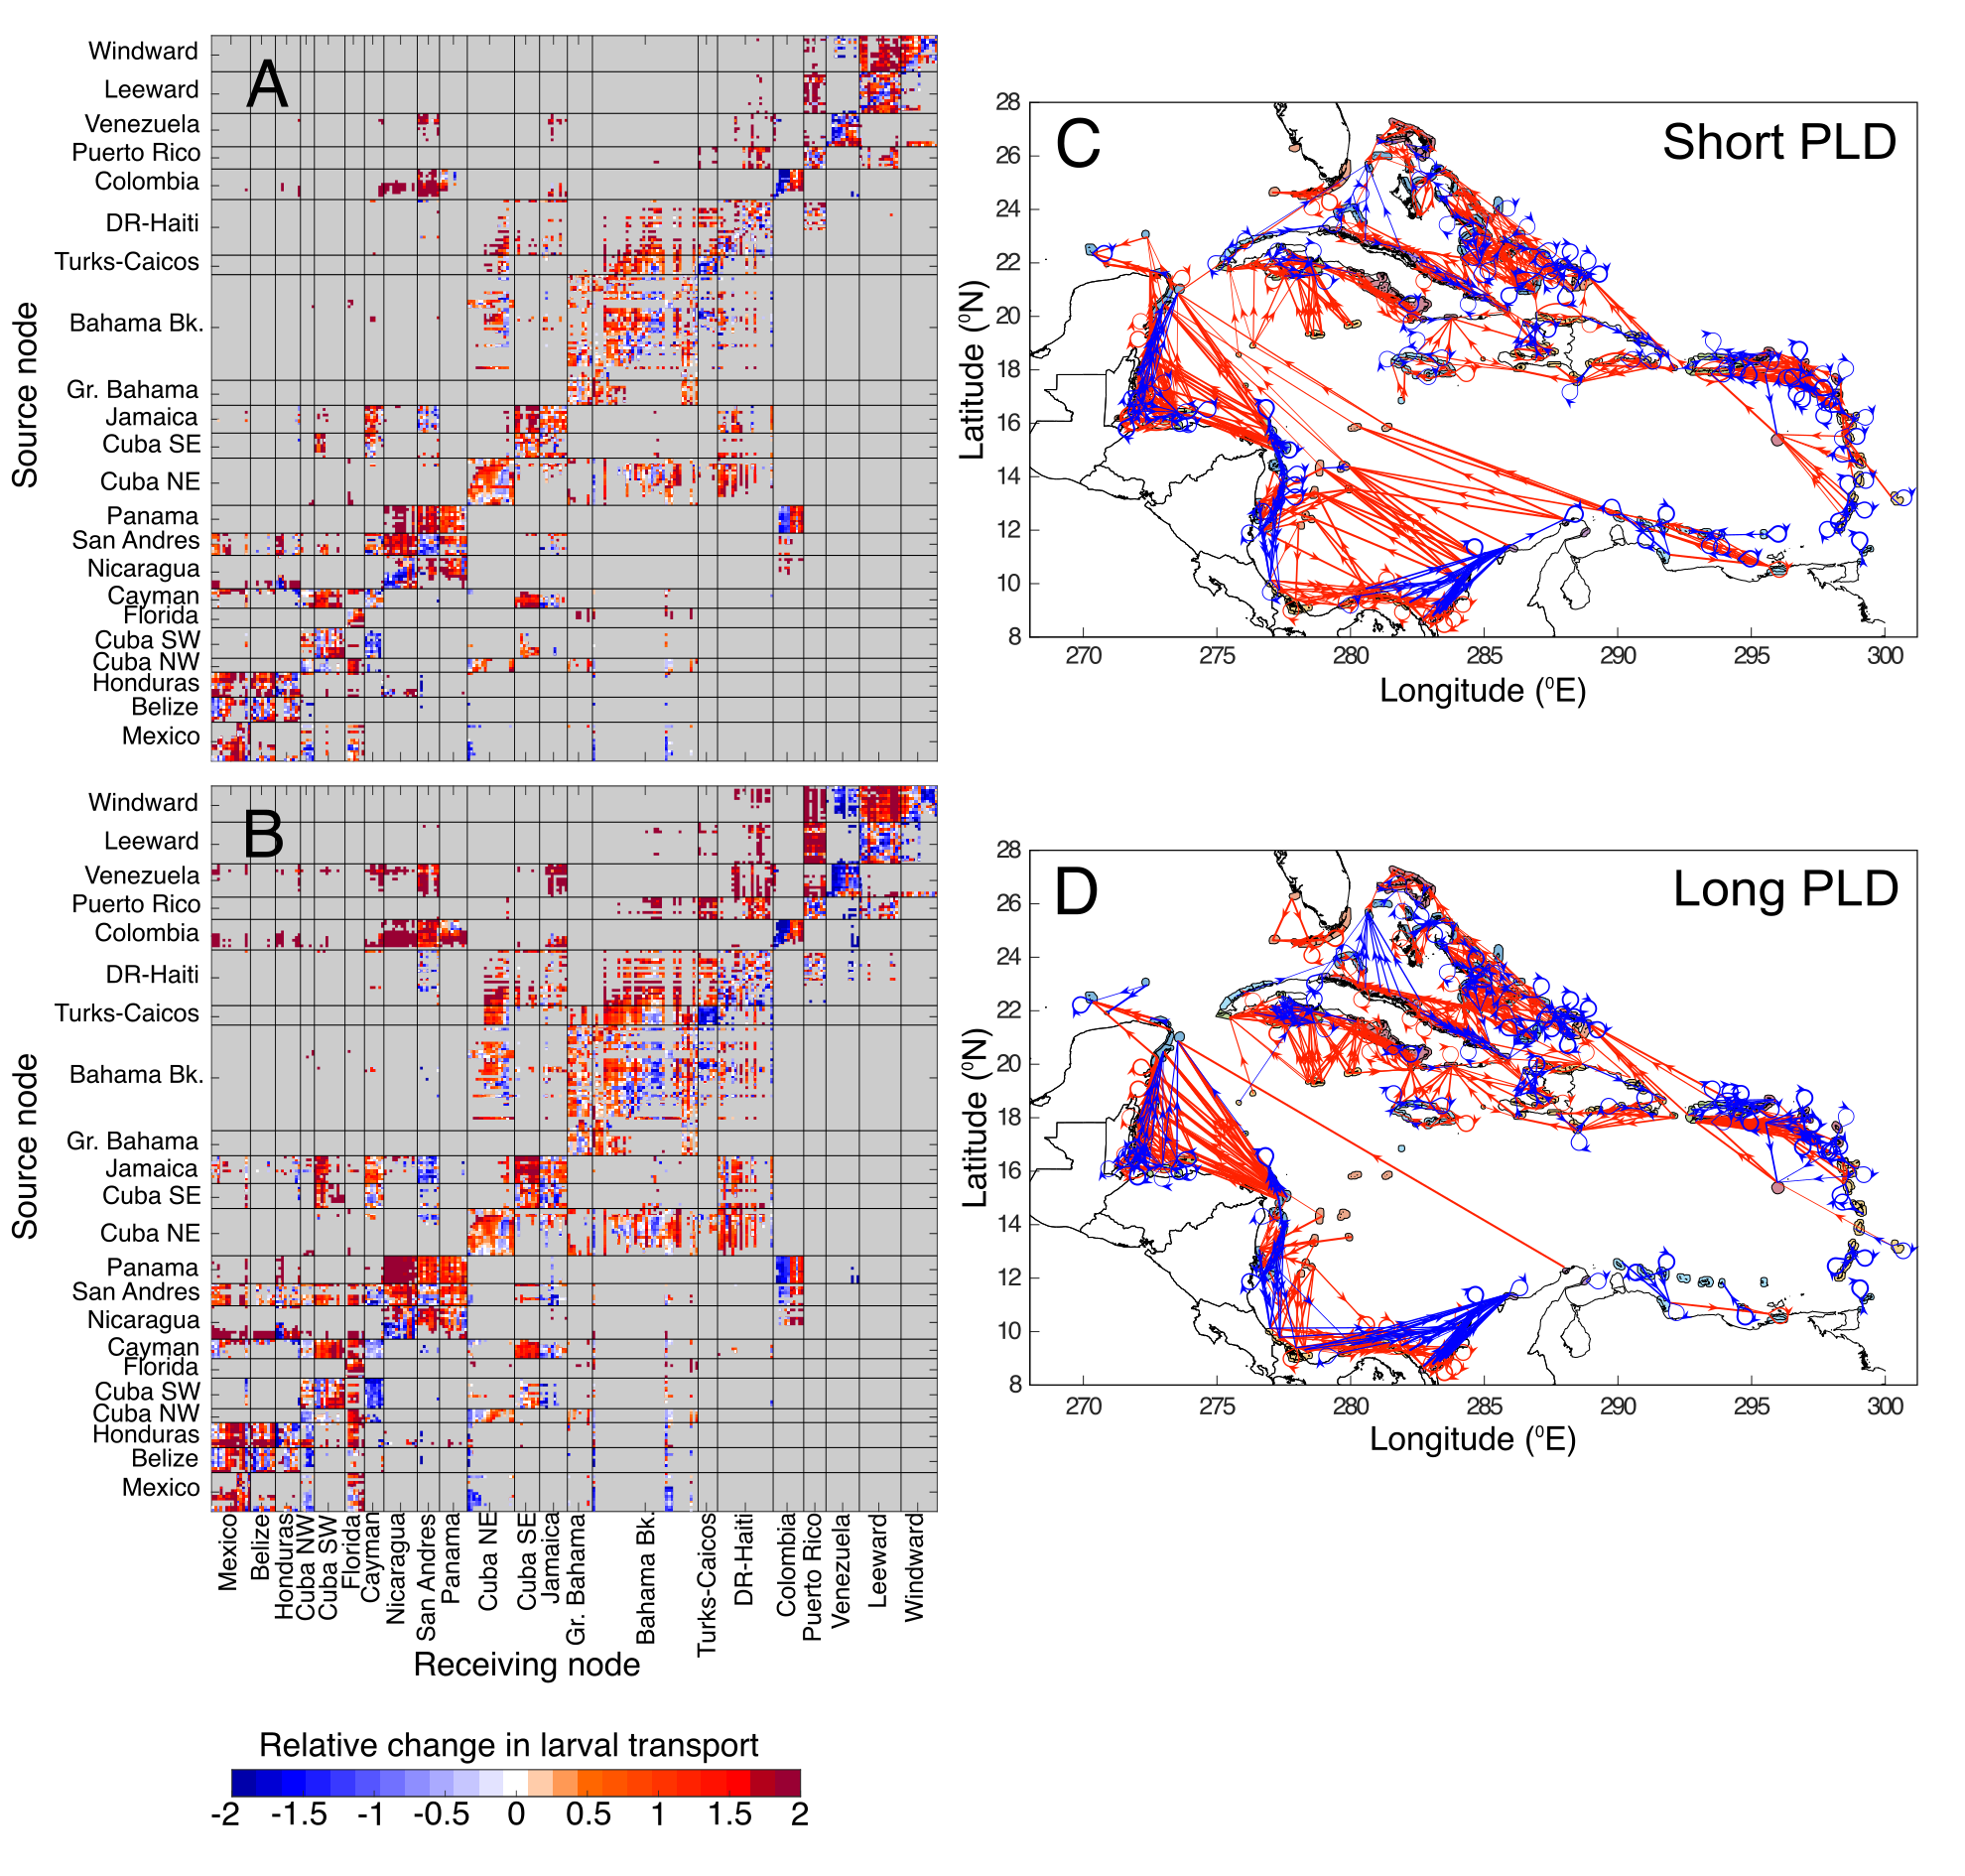 A
Source node
Windward
Leeward
Venezuela
Puerto Rico
Colombia
DR-Haiti
Turks-Caicos
Bahama Bk.
Gr. Bahama
Jamaica
Cuba SE
Cuba NE
Panama
San Andres
Nicaragua
Cayman
Florida
Cuba SW
Cuba NW
Honduras
Belize
Mexico
C
Short PLD
Latitude (⁰N)
28
26
24
22
20
18
16
14
12
10
8
270 275 280 285 290 295 300
Longitude (⁰E)
B
Source node
Windward
Leeward
Venezuela
Puerto Rico
Colombia
DR-Haiti
Turks-Caicos
Bahama Bk.
Gr. Bahama
Jamaica
Cuba SE
Cuba NE
Panama
San Andres
Nicaragua
Cayman
Florida
Cuba SW
Cuba NW
Honduras
Belize
Mexico
Mexico
Belize
Honduras
Cuba NW
Cuba SW
Florida
Cayman
Nicaragua
San Andres
Panama
Cuba NE
Cuba SE
Jamaica
Gr. Bahama
Bahama Bk.
Turks-Caicos
DR-Haiti
Colombia
Puerto Rico
Venezuela
Leeward
Windward
Receiving node
D
Long PLD
Latitude (⁰N)
28
26
24
22
20
18
16
14
12
10
8
270 275 280 285 290 295 300
Longitude (⁰E)
Relative change in larval transport
-2 -1.5 -1 -0.5 0 0.5 1 1.5 2